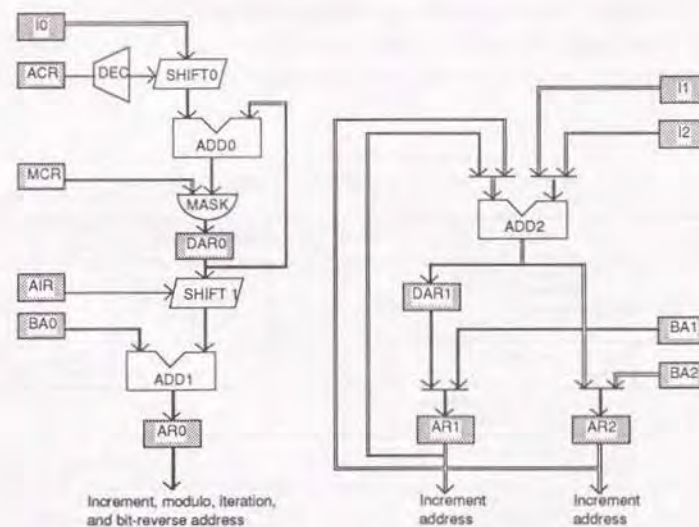 I0
ACR
DEC
SHIFT0
ADD0
MCR
MASK
DAR0
AIR
SHIFT 1
BA0
ADD1
AR0
Increment, modulo, iteration,
and bit-reverse address
I1
I2
ADD2
DAR1
BA1
BA2
AR1
AR2
Increment
address
Increment
address